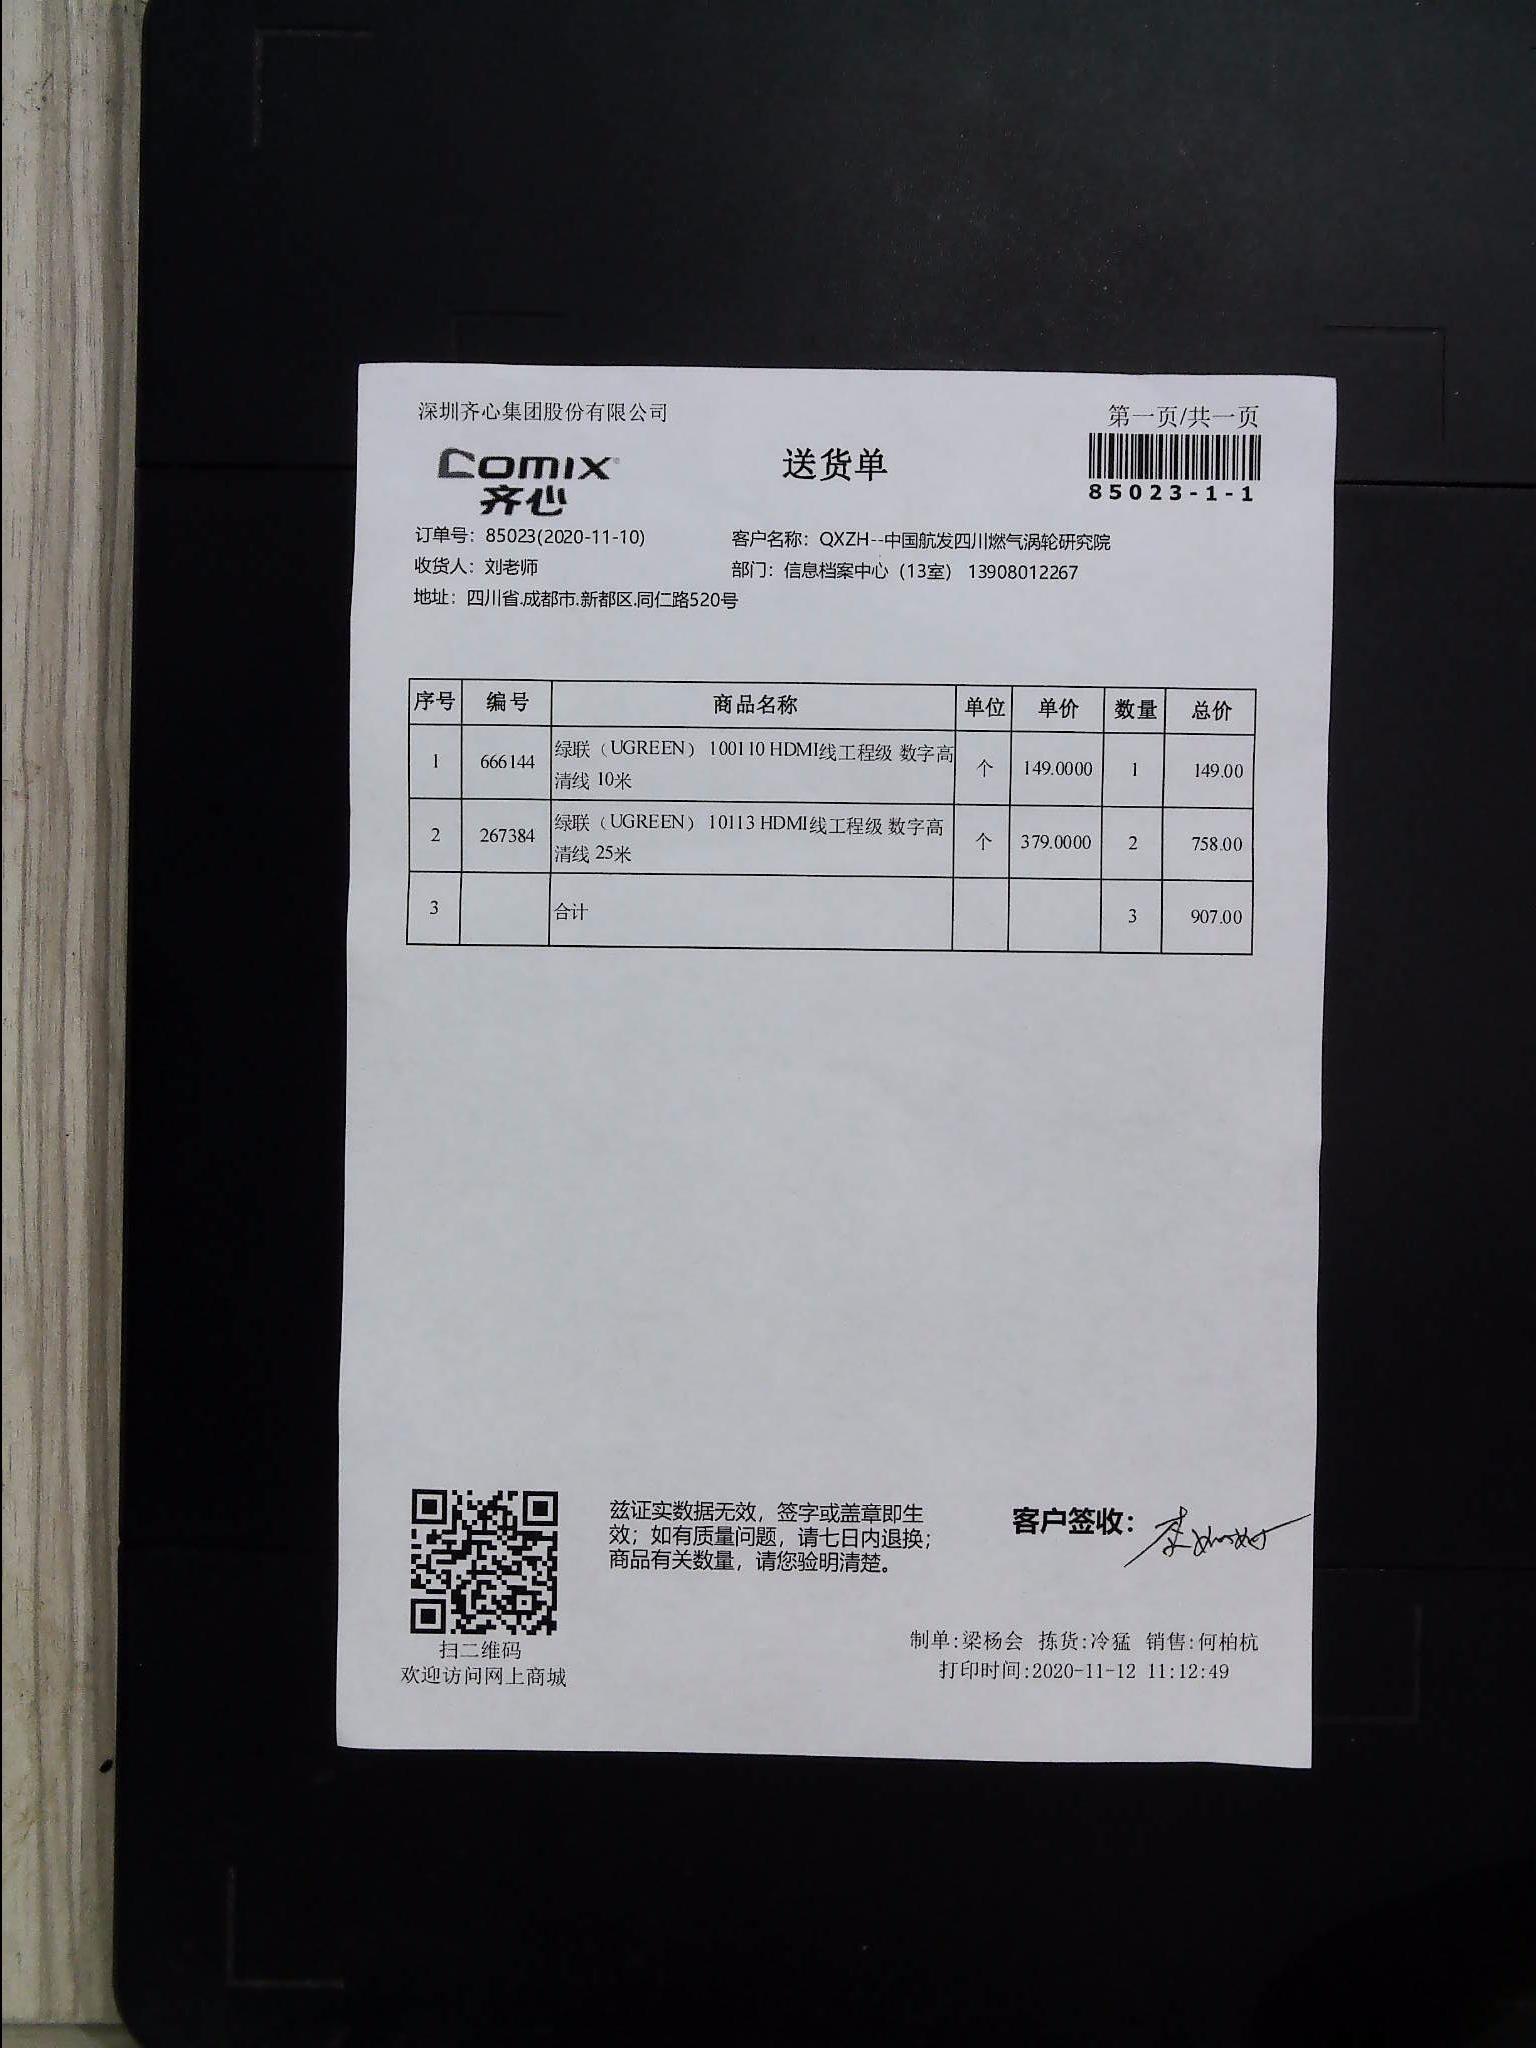 深圳齐心集团股份有限公司
第一页/共一页
COMIX
齐心
送货单
85023-1-1
订单号：85023(2020-11-10)
客户名称：QXZH--中国航发四川燃气涡轮研究院
收货人：刘老师
部门：信息档案中心（13室） 13908012267
地址：四川省.成都市.新都区.同仁路520号
序号 编号 商品名称 单位 单价 数量 总价
1 666144 绿联（UGREEN） 100110 HDMI线工程级 数字高 个 149.0000 1 149.00
清线 10米
2 267384 绿联（UGREEN） 10113 HDMI线工程级 数字高 个 379.0000 2 758.00
清线 25米
3 合计 3 907.00
兹证实数据无效，签字或盖章即生
效；如有质量问题，请七日内退换；
商品有关数量，请您验明清楚。
客户签收：
扫二维码
欢迎访问网上商城
制单:梁杨会 拣货:冷猛 销售:何柏杭
打印时间:2020-11-12 11:12:49